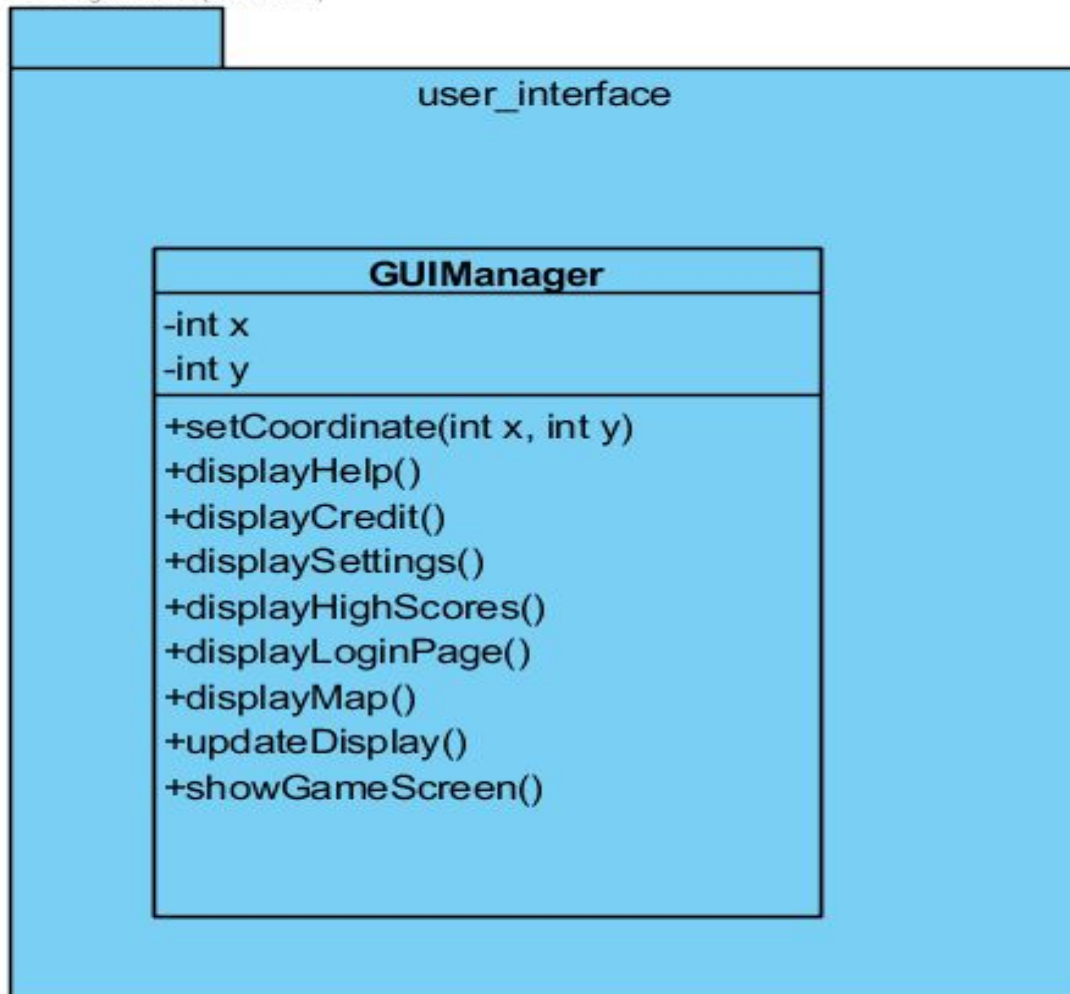 user_interface
GUIManager
-int x
-int y
+setCoordinate(int x, int y)
+displayHelp()
+displayCredit()
+displaySettings()
+displayHighScores()
+displayLoginPage()
+displayMap()
+updateDisplay()
+showGameScreen()